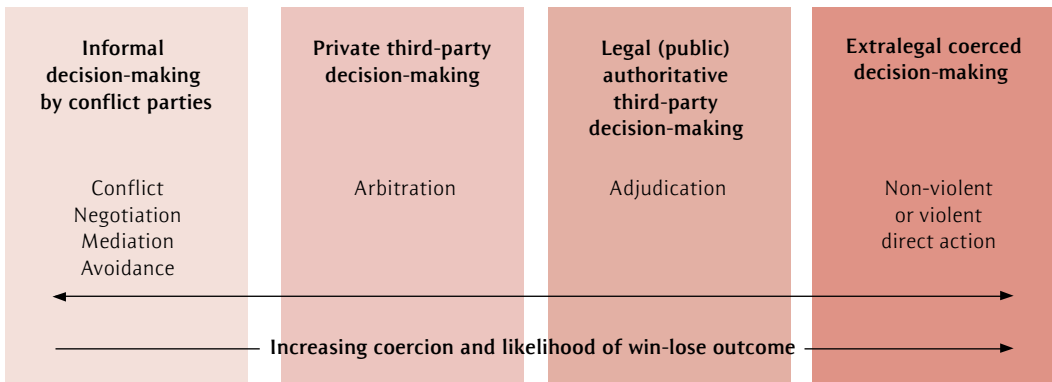 Informal
decision-making
by conflict parties
Conflict
Negotiation
Mediation
Avoidance
Private third-party
decision-making
Arbitration
Legal (public)
authoritative
third-party
decision-making
Adjudication
Extralegal coerced
decision-making
Non-violent
or violent
direct action
Increasing coercion and likelihood of win-lose outcome